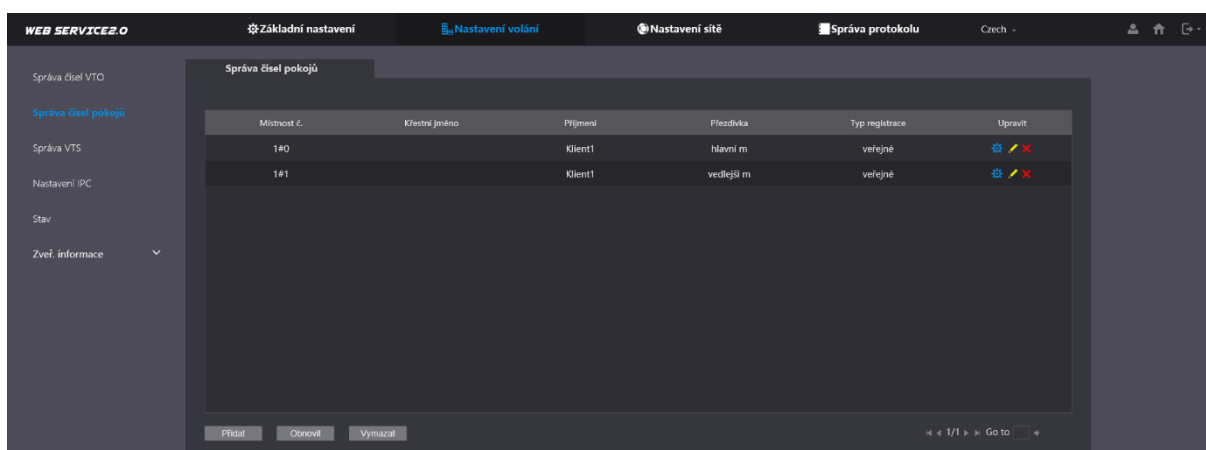 WEB SERVICE2.0 Základní nastavení Nastavení volání Nastavení sítě Správa protokolu Czech
Správa čísel VTO
Správa čísel pokojů
Správa VTS
Nastavení IPC
Stav
Zveř. informace
Správa čísel pokojů
Místnost č. Křestní jméno Příjmení Přezdívka Typ registrace Upravit
1#0 Klient1 hlavní m veřejné
1#1 Klient1 vedlejší m veřejné
Přidat Obnovit Vymazat 1/1 Go to